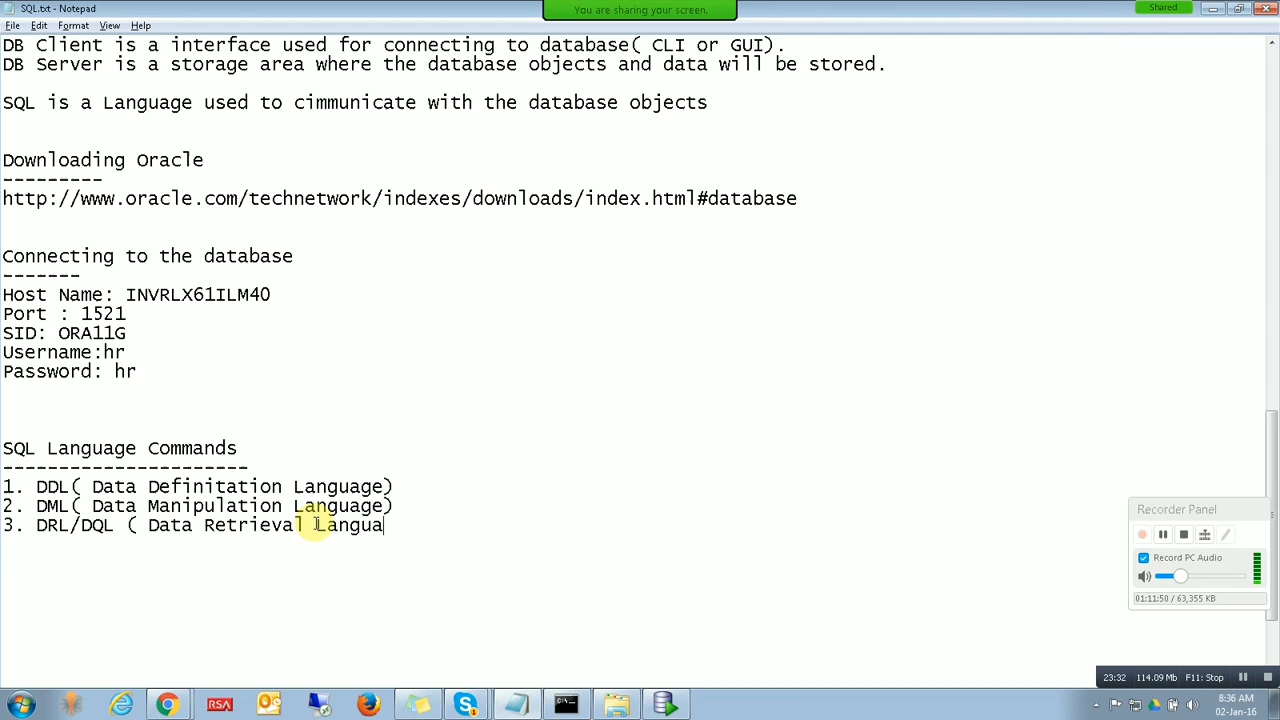 SQL.txt - Notepad
You are sharing your screen.
Shared
File Edit Format View Help
DB Client is a interface used for connecting to database( CLI or GUI).
DB Server is a storage area where the database objects and data will be stored.
SQL is a Language used to cimmunicate with the database objects
Downloading Oracle
---------
http://www.oracle.com/technetwork/indexes/downloads/index.html#database
Connecting to the database
-------
Host Name: INVRLX61ILM40
Port : 1521
SID: ORA11G
Username:hr
Password: hr
SQL Language Commands
----------------------
1. DDL( Data Definitation Language)
2. DML( Data Manipulation Language)
3. DRL/DQL ( Data Retrieval Langua
Recorder Panel
Record PC Audio
01:11:50 / 63,355 KB
23:32 114.09 Mb F11: Stop
RSA
8:36 AM
02-Jan-16